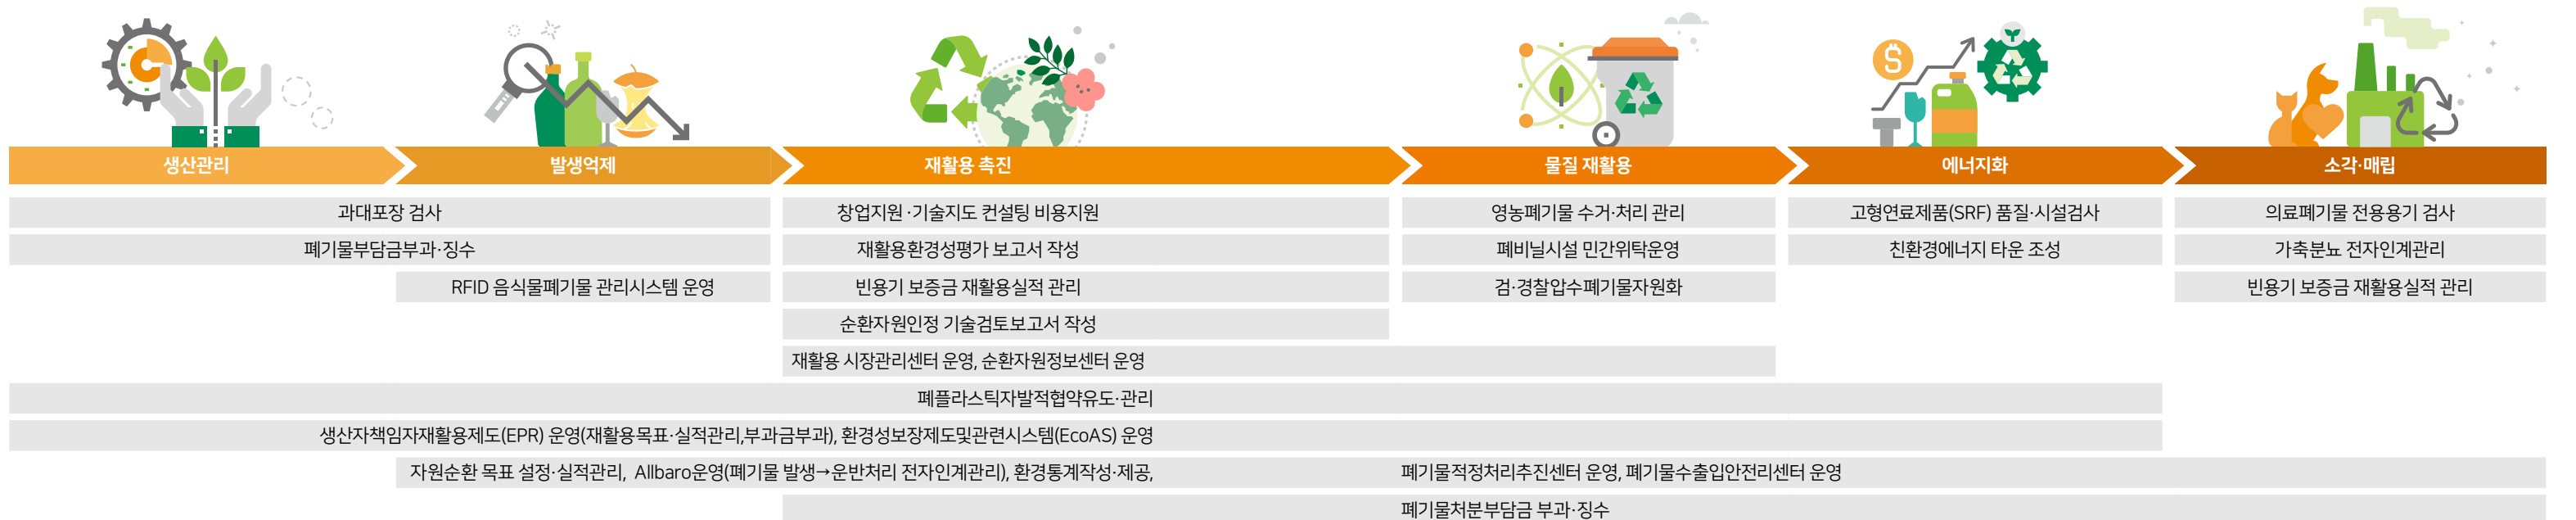 생산관리
발생억제
재활용 촉진
물질 재활용
에너지화
소각·매립
과대포장 검사
창업지원·기술지도 컨설팅 비용지원
영농폐기물 수거·처리 관리
고형연료제품(SRF) 품질·시설검사
의료폐기물 전용용기 검사
폐기물부담금부과·징수
재활용환경성평가 보고서 작성
폐비닐시설 민간위탁운영
친환경에너지 타운 조성
가축분뇨 전자인계관리
RFID 음식물폐기물 관리시스템 운영
빈용기 보증금 재활용실적 관리
검·경찰압수폐기물자원화
빈용기 보증금 재활용실적 관리
순환자원인정 기술검토보고서 작성
재활용 시장관리센터 운영, 순환자원정보센터 운영
폐플라스틱자발적협약유도·관리
생산자책임자재활용제도(EPR) 운영(재활용목표·실적관리,부과금부과), 환경성보장제도및관련시스템(EcoAS) 운영
자원순환 목표 설정·실적관리, Allbaro운영(폐기물 발생→운반처리 전자인계관리), 환경통계작성·제공,
폐기물적정처리추진센터 운영, 폐기물수출입안전리센터 운영
폐기물처분부담금 부과·징수